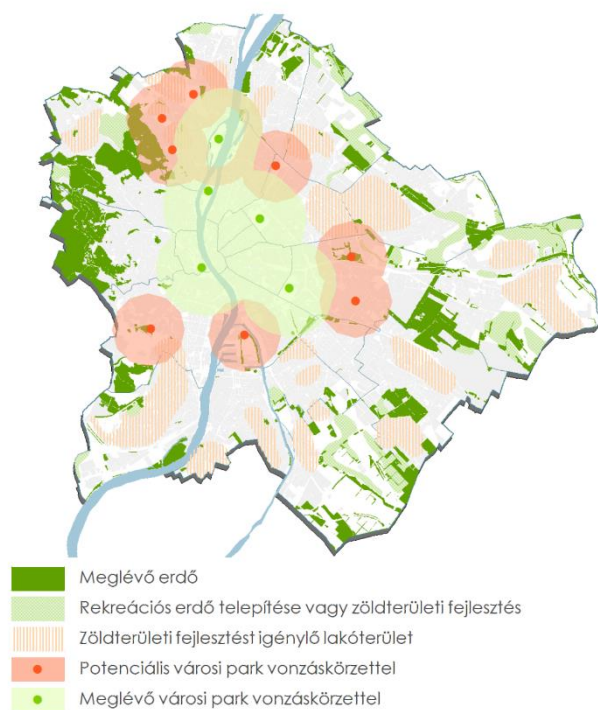 Meglévő erdő
Rekreációs erdő telepítése vagy zöldterületi fejlesztés
Zöldterületi fejlesztést igénylő lakóterület
Potenciális városi park vonzáskörzettel
Meglévő városi park vonzáskörzettel